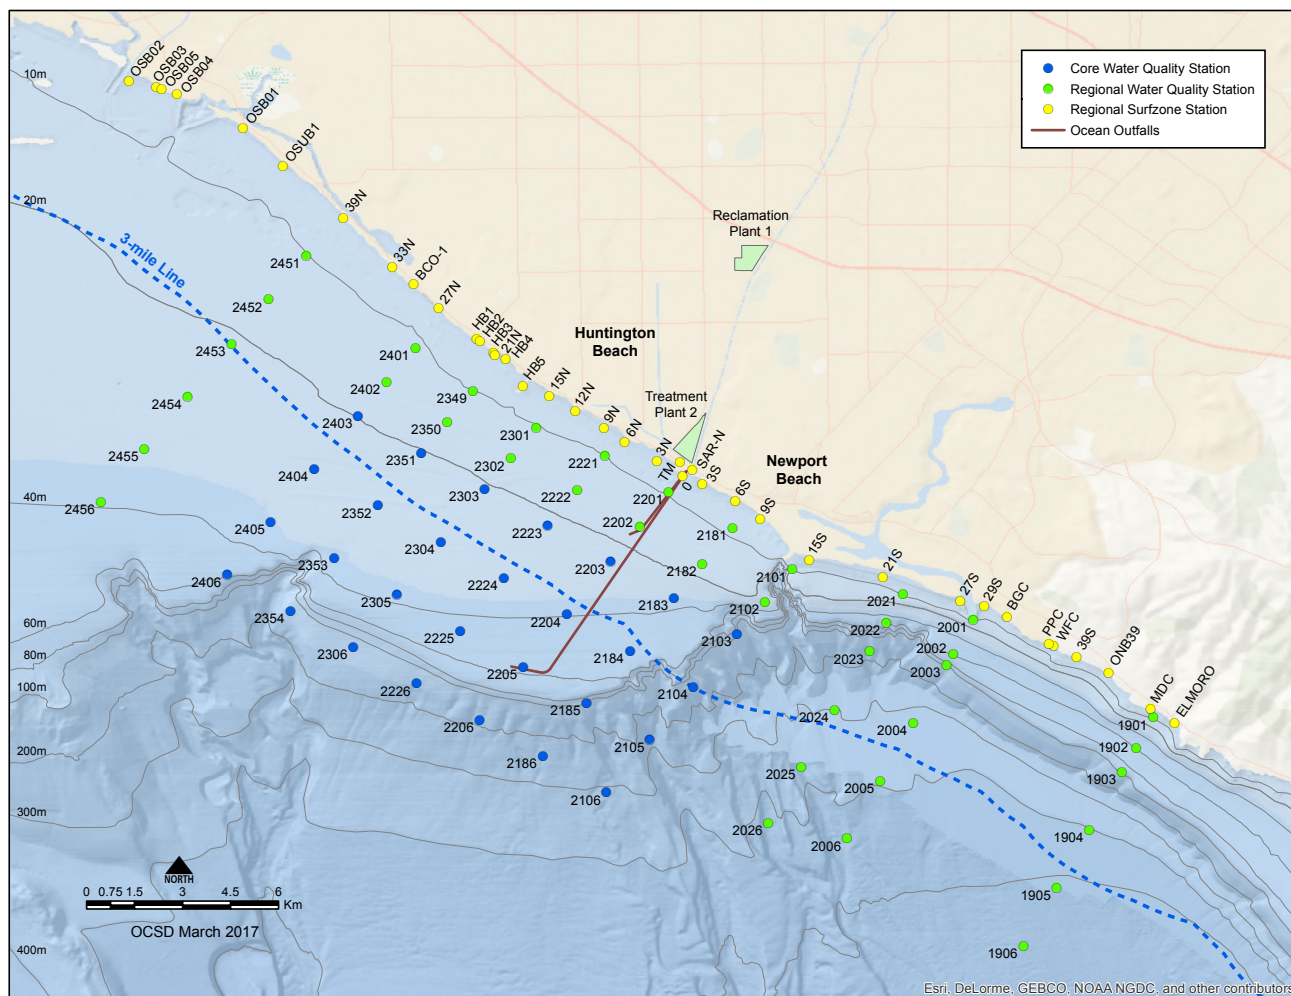 OSB02
OSB03
OSB05
OSB04
OSB01
OSUB1
39N
33N
BCO-1
27N
HB1
HB2
HB3
21N
HB4
HB5
15N
12N
9N
6N
3N
TM
0
SAR-N
3S
6S
9S
15S
21S
27S
29S
BGC
PPC
WFC
39S
ONB39
MDC
ELMORO
Core Water Quality Station
Regional Water Quality Station
Regional Surfzone Station
Ocean Outfalls
Reclamation
Plant 1
Huntington
Beach
Treatment
Plant 2
Newport
Beach
3-mile Line
10m
20m
40m
60m
80m
100m
200m
300m
400m
2451
2452
2453
2454
2455
2456
2401
2402
2403
2404
2405
2406
2349
2350
2351
2352
2353
2354
2301
2302
2303
2304
2305
2306
2221
2222
2223
2224
2225
2226
2201
2202
2203
2204
2205
2206
2181
2182
2183
2184
2185
2186
2101
2102
2103
2104
2105
2106
2021
2022
2023
2024
2025
2026
2001
2002
2003
2004
2005
2006
1901
1902
1903
1904
1905
1906
NORTH
0 0.75 1.5 3 4.5 6
Km
OCSD March 2017
Esri, DeLorme, GEBCO, NOAA NGDC, and other contributors